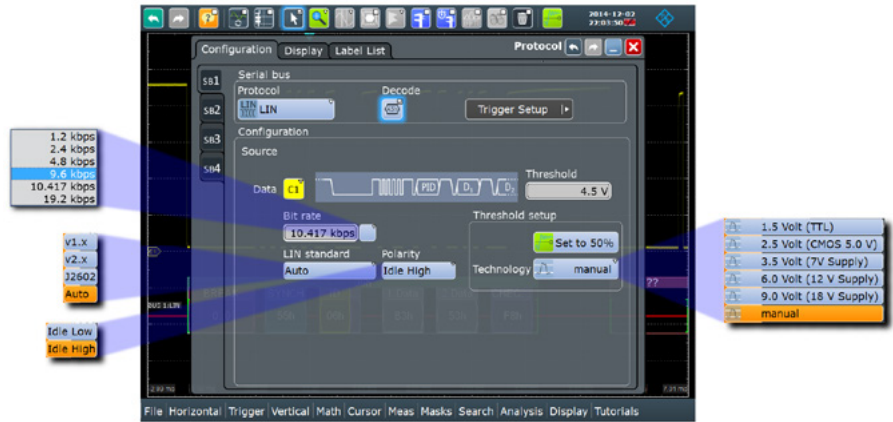 2014-12-02
22:03:50
Configuration Display Label List Protocol
SB1
SB2
SB3
SB4
Serial bus
Protocol
LIN LIN
Decode
Trigger Setup
Configuration
Source
Data C1
PID D₁ D₂
Threshold
4.5 V
Bit rate
10.417 kbps
LIN standard
Auto
Polarity
Idle High
Threshold setup
Set to 50%
Technology manual
1.2 kbps
2.4 kbps
4.8 kbps
9.6 kbps
10.417 kbps
19.2 kbps
v1.x
v2.x
J2602
Auto
Idle Low
Idle High
1.5 Volt (TTL)
2.5 Volt (CMOS 5.0 V)
3.5 Volt (7V Supply)
6.0 Volt (12 V Supply)
9.0 Volt (18 V Supply)
manual
??
BUS 1:LIN
File Horizontal Trigger Vertical Math Cursor Meas Masks Search Analysis Display Tutorials